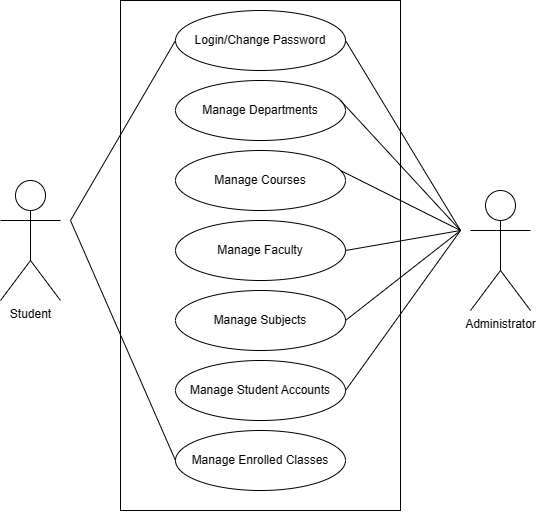 Login/Change Password
Manage Departments
Manage Courses
Manage Faculty
Student
Manage Subjects
Administrator
Manage Student Accounts
Manage Enrolled Classes